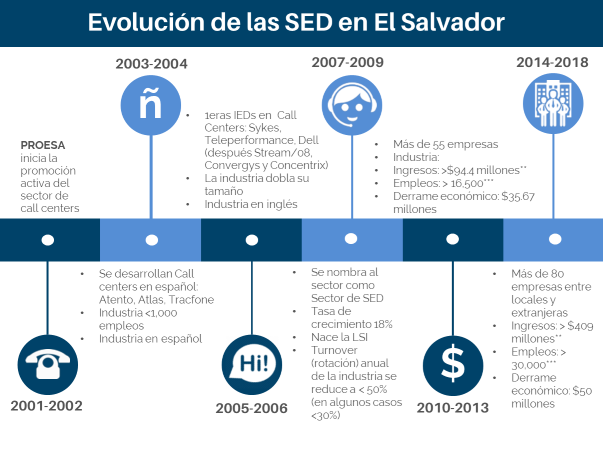 Evolución de las SED en El Salvador
2001-2002
PROESA
inicia la
promoción
activa del
sector de
call centers
2003-2004
ñ
• Se desarrollan Call
centers en español:
Atento, Atlas, Tracfone
• Industria <1,000
empleos
• Industria en español
2005-2006
Hi!
• 1eras IEDs en Call
Centers: Sykes,
Teleperformance, Dell
(después Stream/08,
Convergys y Concentrix)
• La industria dobla su
tamaño
• Industria en inglés
2007-2009
• Se nombra al
sector como
Sector de SED
• Tasa de
crecimiento 18%
• Nace la LSI
• Turnover
(rotación) anual
de la industria se
reduce a < 50%
(en algunos casos
<30%)
2010-2013
$
• Más de 55 empresas
• Industria:
• Ingresos: >$94.4 millones**
• Empleos: > 16,500***
• Derrame económico: $35.67
millones
2014-2018
• Más de 80
empresas entre
locales y
extranjeras
• Ingresos: > $409
millones**
• Empleos: >
30,000***
• Derrame
económico: $50
millones